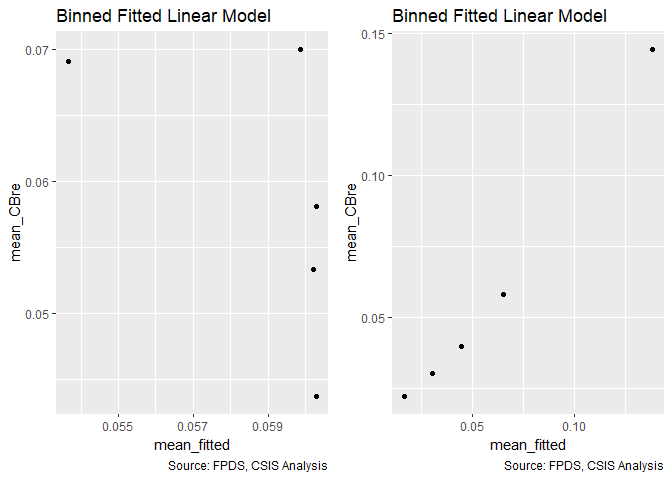 Binned Fitted Linear Model
mean_CBre
0.07
0.06
0.05
0.055
0.057
0.059
mean_fitted
Source: FPDS, CSIS Analysis
Binned Fitted Linear Model
mean_CBre
0.15
0.10
0.05
0.05
0.10
mean_fitted
Source: FPDS, CSIS Analysis